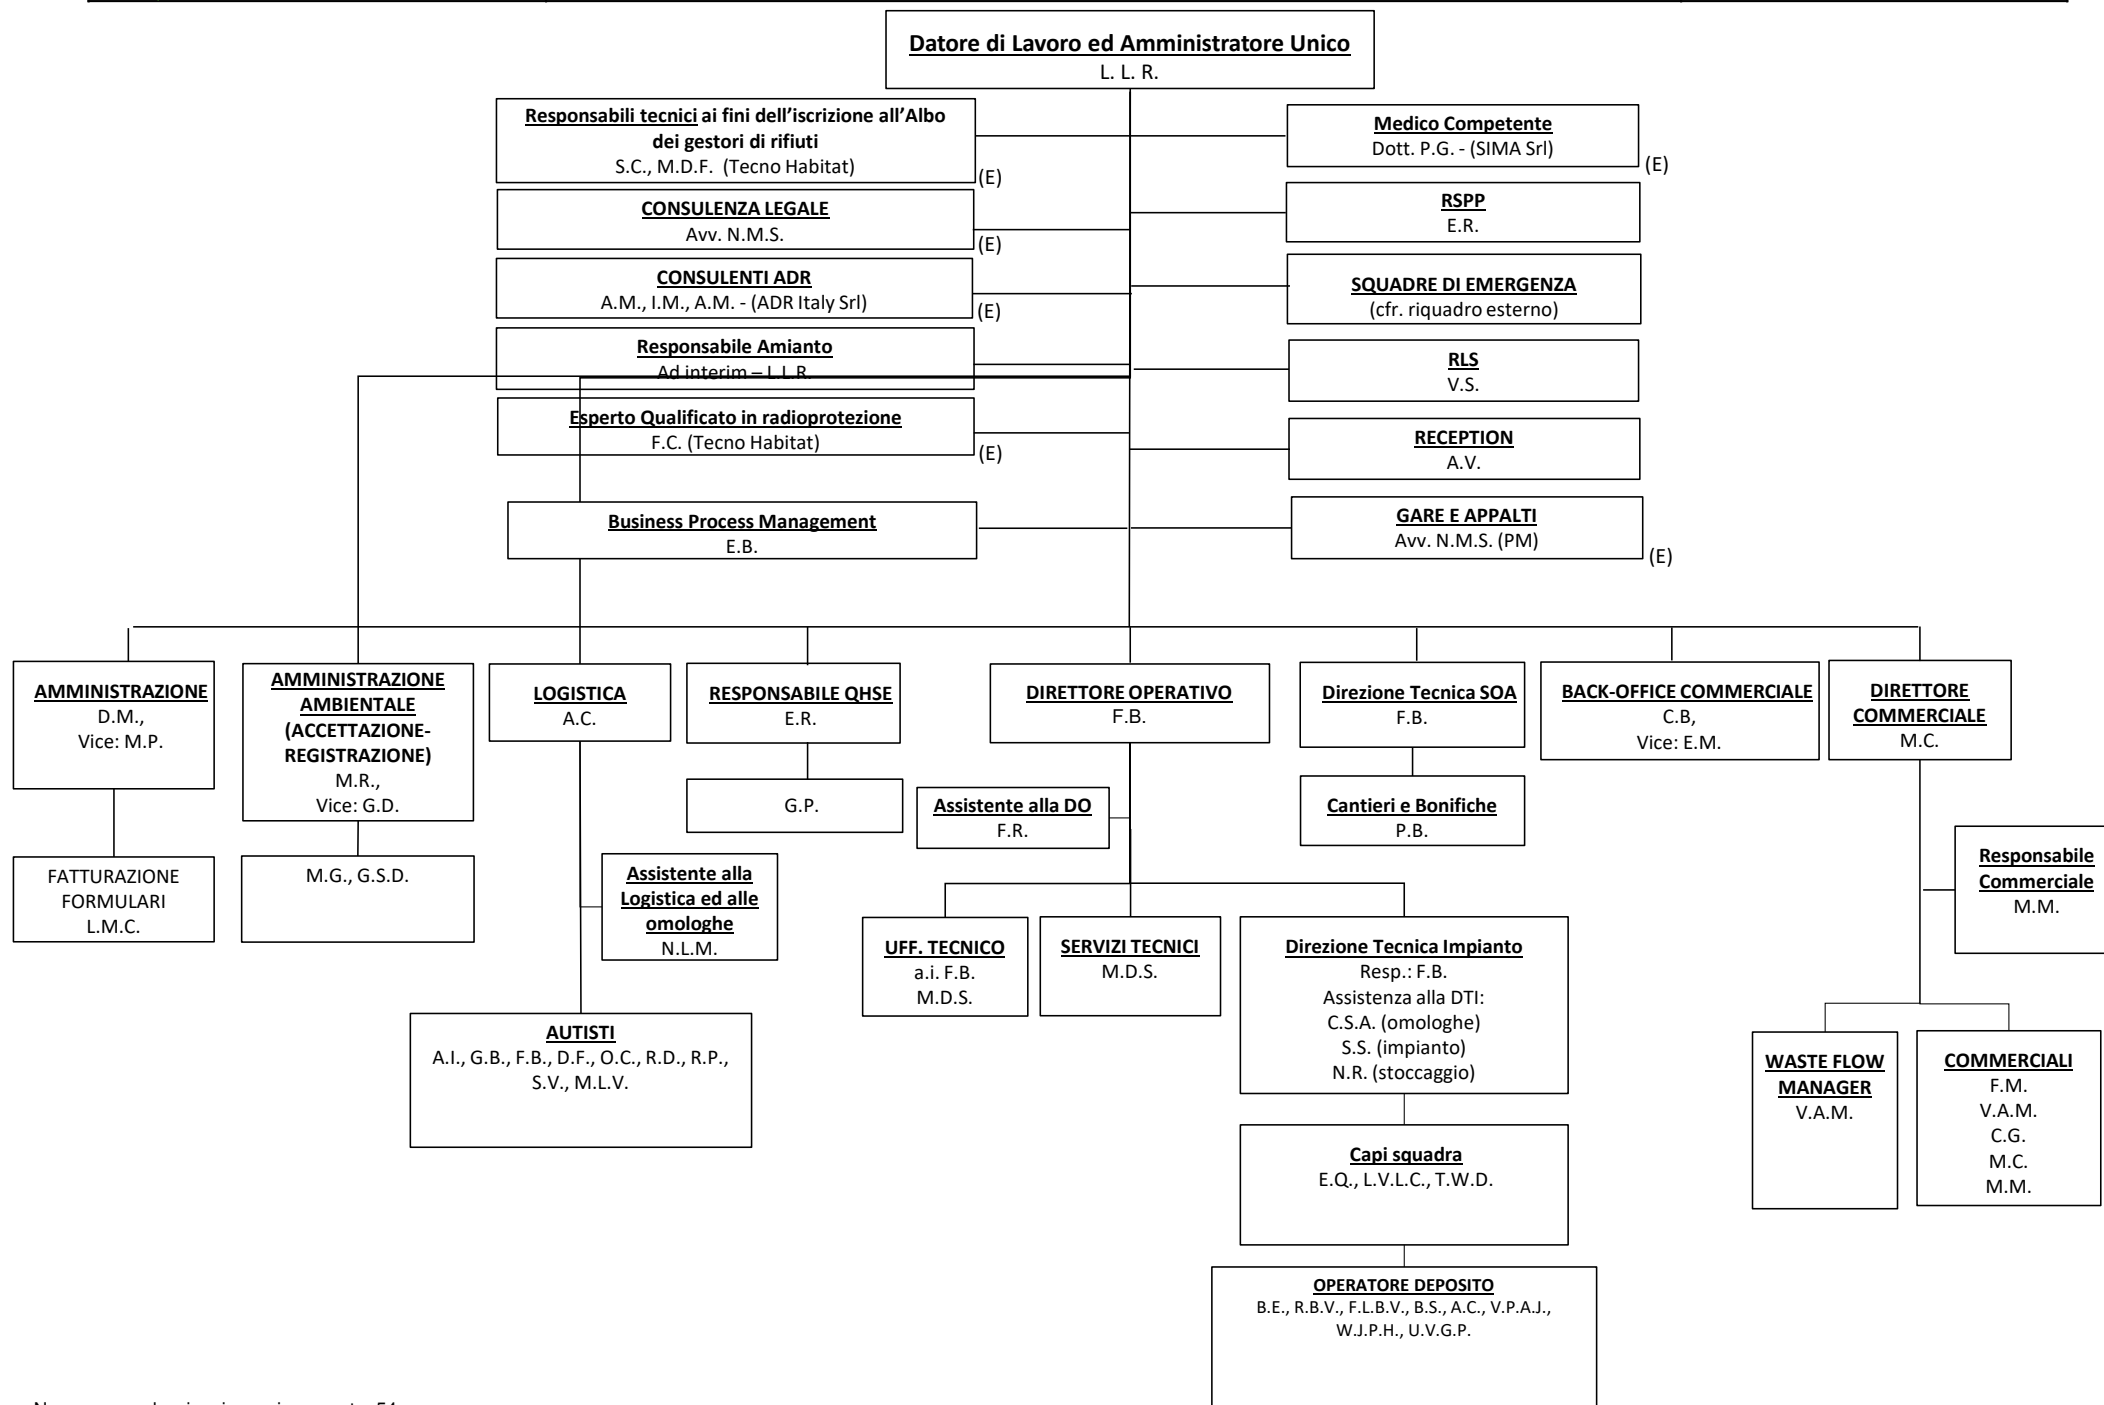 Datore di Lavoro ed Amministratore Unico
L. L. R.
Responsabili tecnici ai fini dell’iscrizione all’Albo
dei gestori di rifiuti
S.C., M.D.F. (Tecno Habitat)
(E)
Medico Competente
Dott. P.G. - (SIMA Srl)
(E)
CONSULENZA LEGALE
Avv. N.M.S.
(E)
RSPP
E.R.
CONSULENTI ADR
A.M., I.M., A.M. - (ADR Italy Srl)
(E)
SQUADRE DI EMERGENZA
(cfr. riquadro esterno)
Responsabile Amianto
Ad interim – L.L.R.
RLS
V.S.
Esperto Qualificato in radioprotezione
F.C. (Tecno Habitat)
(E)
RECEPTION
A.V.
Business Process Management
E.B.
GARE E APPALTI
Avv. N.M.S. (PM)
(E)
AMMINISTRAZIONE
D.M.,
Vice: M.P.
FATTURAZIONE
FORMULARI
L.M.C.
AMMINISTRAZIONE
AMBIENTALE
(ACCETTAZIONE-
REGISTRAZIONE)
M.R.,
Vice: G.D.
M.G., G.S.D.
LOGISTICA
A.C.
Assistente alla
Logistica ed alle
omologhe
N.L.M.
AUTISTI
A.I., G.B., F.B., D.F., O.C., R.D., R.P.,
S.V., M.L.V.
RESPONSABILE QHSE
E.R.
G.P.
DIRETTORE OPERATIVO
F.B.
Assistente alla DO
F.R.
UFF. TECNICO
a.i. F.B.
M.D.S.
SERVIZI TECNICI
M.D.S.
Direzione Tecnica Impianto
Resp.: F.B.
Assistenza alla DTI:
C.S.A. (omologhe)
S.S. (impianto)
N.R. (stoccaggio)
Capi squadra
E.Q., L.V.L.C., T.W.D.
OPERATORE DEPOSITO
B.E., R.B.V., F.L.B.V., B.S., A.C., V.P.A.J.,
W.J.P.H., U.V.G.P.
Direzione Tecnica SOA
F.B.
Cantieri e Bonifiche
P.B.
BACK-OFFICE COMMERCIALE
C.B,
Vice: E.M.
DIRETTORE
COMMERCIALE
M.C.
Responsabile
Commerciale
M.M.
WASTE FLOW
MANAGER
V.A.M.
COMMERCIALI
F.M.
V.A.M.
C.G.
M.C.
M.M.